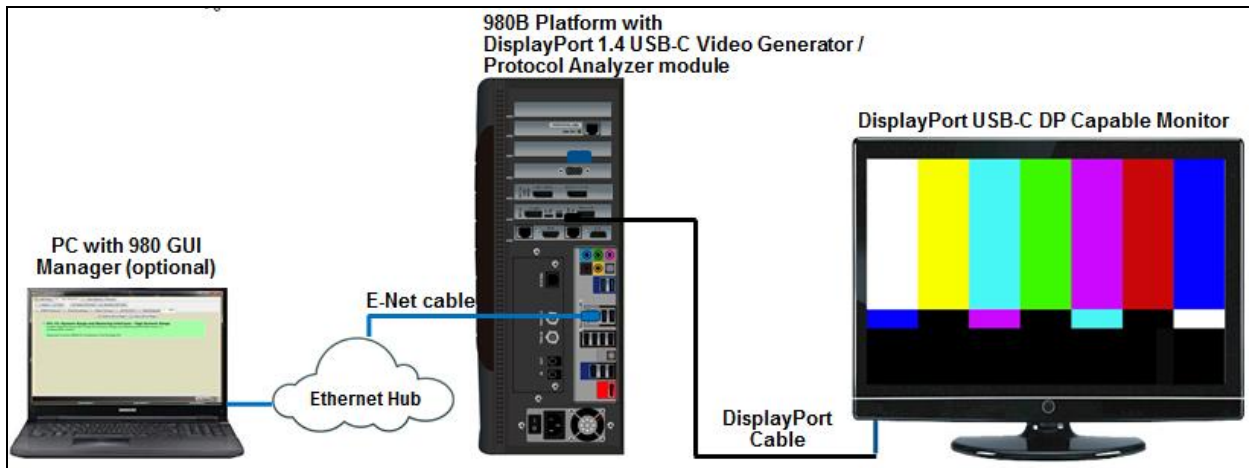 980B Platform with
DisplayPort 1.4 USB-C Video Generator /
Protocol Analyzer module
DisplayPort USB-C DP Capable Monitor
PC with 980 GUI
Manager (optional)
E-Net cable
Ethernet Hub
DisplayPort
Cable